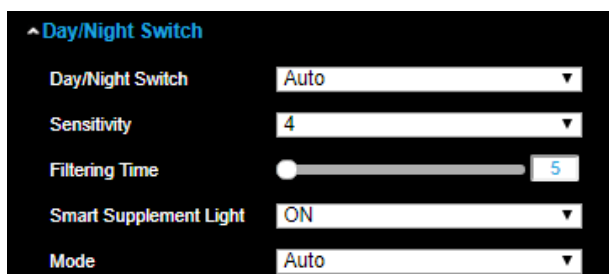 Day/Night Switch
Day/Night Switch Auto
Sensitivity 4
Filtering Time 5
Smart Supplement Light ON
Mode Auto